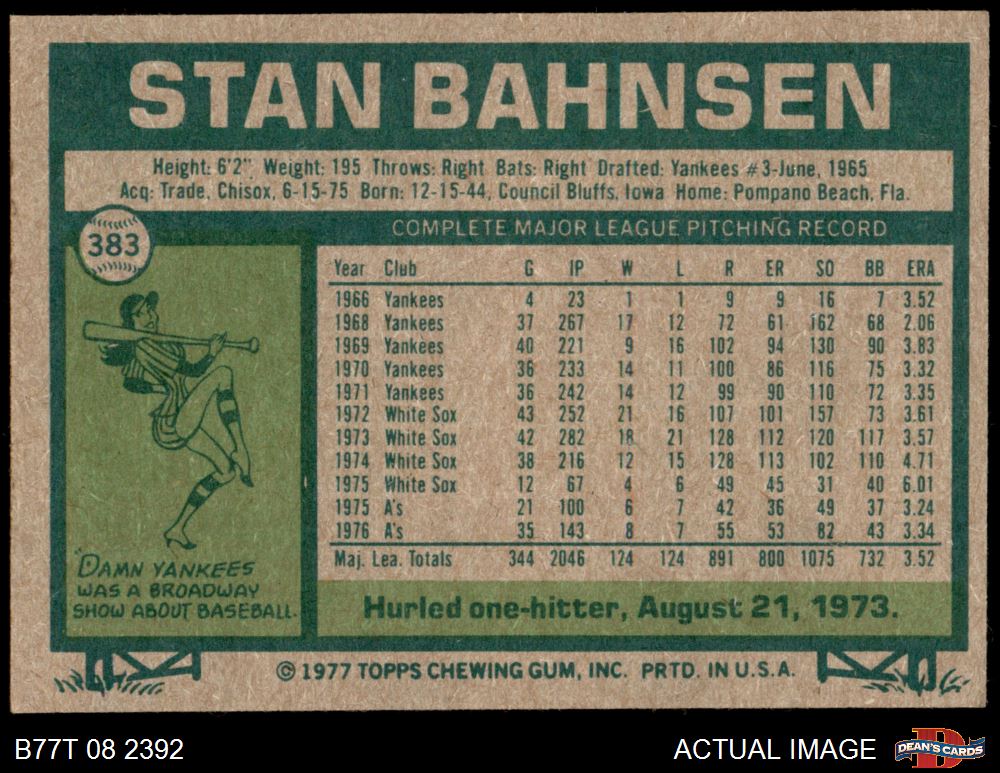 STAN BAHNSEN
Height: 6'2" Weight: 195 Throws: Right Bats: Right Drafted: Yankees #3-June, 1965
Acq: Trade, Chisox, 6-15-75 Born: 12-15-44, Council Bluffs, Iowa Home: Pompano Beach, Fla.
383
COMPLETE MAJOR LEAGUE PITCHING RECORD
Year Club G IP W L R ER SO BB ERA
1966 Yankees 4 23 1 1 9 9 16 7 3.52
1968 Yankees 37 267 17 12 72 61 162 68 2.06
1969 Yankees 40 221 9 16 102 94 130 90 3.83
1970 Yankees 36 233 14 11 100 86 116 75 3.32
1971 Yankees 36 242 14 12 99 90 110 72 3.35
1972 White Sox 43 252 21 16 107 101 157 73 3.61
1973 White Sox 42 282 18 21 128 112 120 117 3.57
1974 White Sox 38 216 12 15 128 113 102 110 4.71
1975 White Sox 12 67 4 6 49 45 31 40 6.01
1975 A's 21 100 6 7 42 36 49 37 3.24
1976 A's 35 143 8 7 55 53 82 43 3.34
Maj. Lea. Totals 344 2046 124 124 891 800 1075 732 3.52
"DAMN YANKEES"
WAS A BROADWAY
SHOW ABOUT BASEBALL.
Hurled one-hitter, August 21, 1973.
© 1977 TOPPS CHEWING GUM, INC. PRTD. IN U.S.A.
B77T 08 2392
ACTUAL IMAGE
DEAN'S CARDS